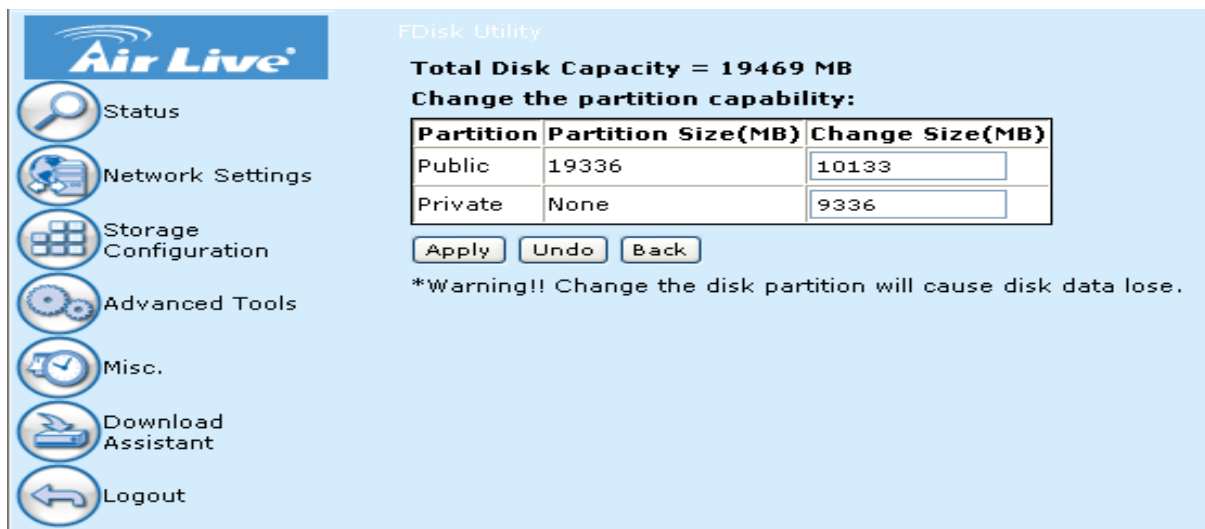 Air Live®
FDisk Utility
Total Disk Capacity = 19469 MB
Change the partition capability:
Partition Partition Size(MB) Change Size(MB)
Public 19336 10133
Private None 9336
Apply Undo Back
*Warning!! Change the disk partition will cause disk data lose.
Status
Network Settings
Storage
Configuration
Advanced Tools
Misc.
Download
Assistant
Logout